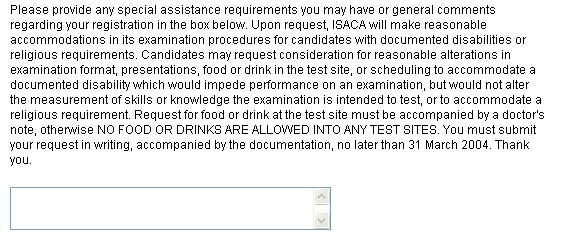 Please provide any special assistance requirements you may have or general comments
regarding your registration in the box below. Upon request, ISACA will make reasonable
accommodations in its examination procedures for candidates with documented disabilities or
religious requirements. Candidates may request consideration for reasonable alterations in
examination format, presentations, food or drink in the test site, or scheduling to accommodate a
documented disability which would impede performance on an examination, but would not alter
the measurement of skills or knowledge the examination is intended to test, or to accommodate a
religious requirement. Request for food or drink at the test site must be accompanied by a doctor's
note, otherwise NO FOOD OR DRINKS ARE ALLOWED INTO ANY TEST SITES. You must submit
your request in writing, accompanied by the documentation, no later than 31 March 2004. Thank
you.